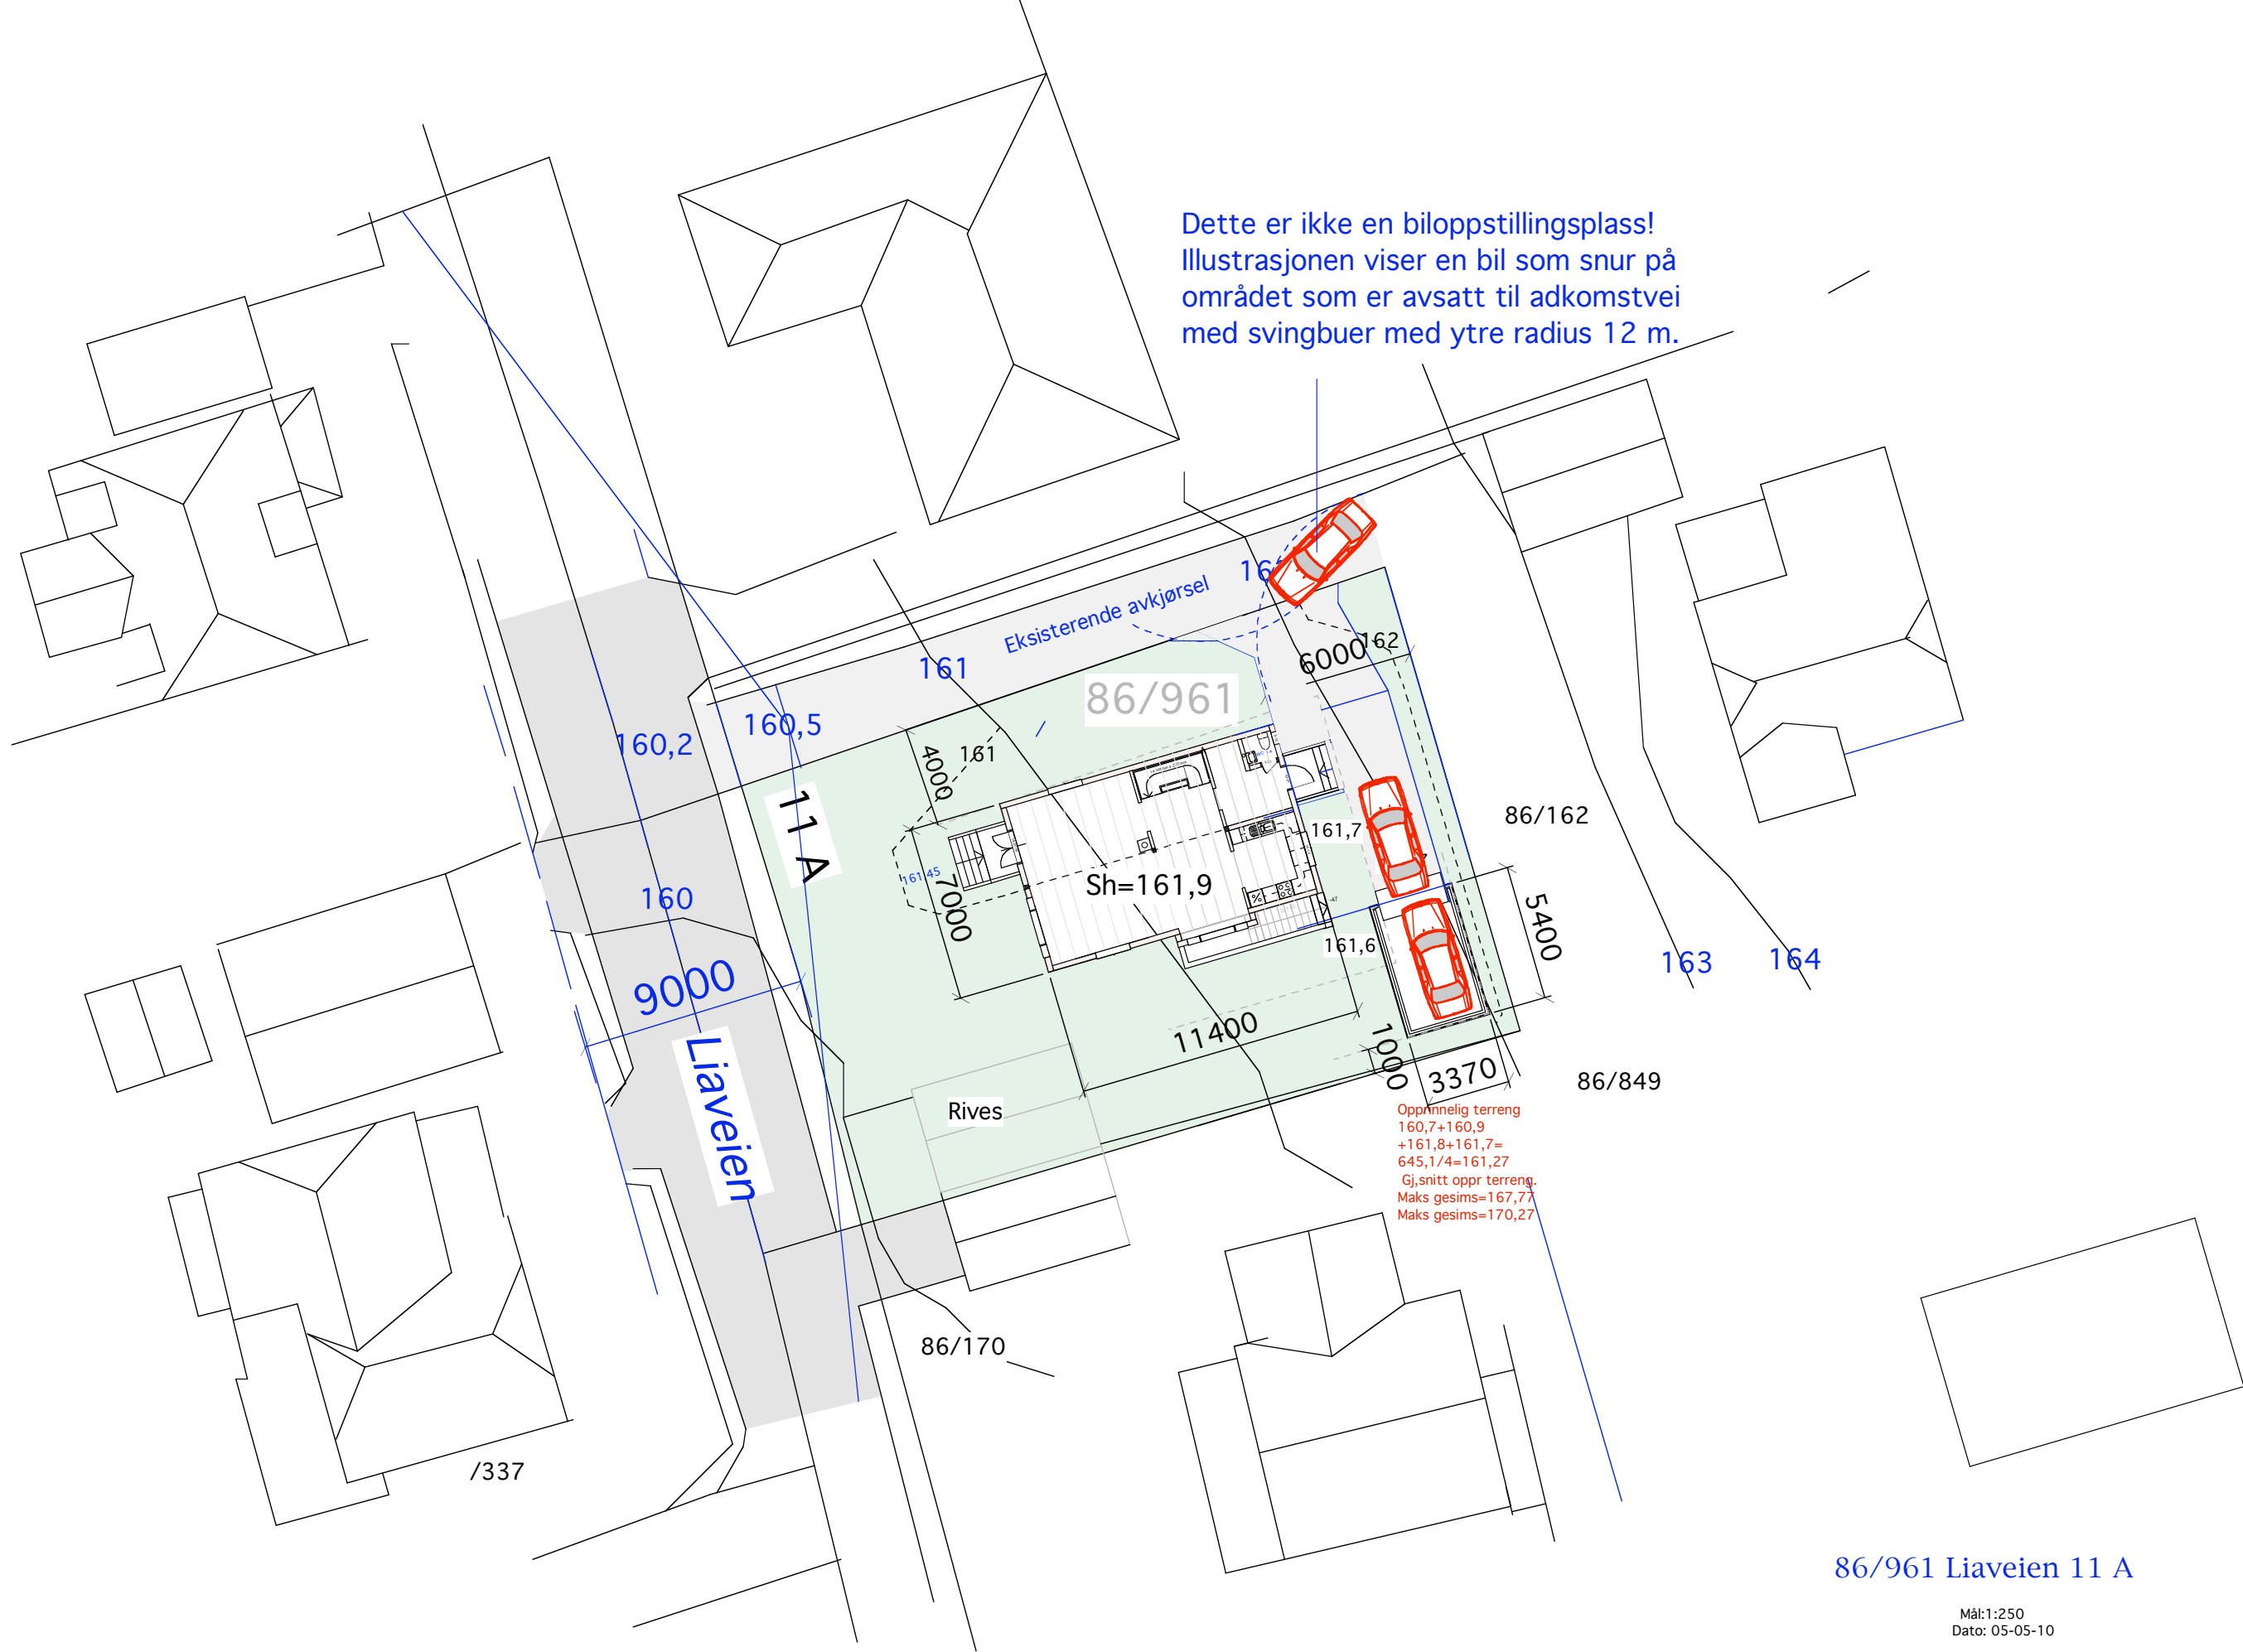 Dette er ikke en biloppstillingsplass!
Illustrasjonen viser en bil som snur på
området som er avsatt til adkomstvei
med svingbuer med ytre radius 12 m.
Eksisterende avkjørsel
162
6000
161
86/961
160,5
160,2
4000
161
11 A
86/162
161,7
161,45
Sh=161,9
7000
160
5400
161,6
163
164
9000
11400
1000
3370
Liaveien
86/849
Rives
Opprinnelig terreng
160,7+160,9
+161,8+161,7=
645,1/4=161,27
Gj,snitt oppr terreng.
Maks gesims=167,77
Maks gesims=170,27
86/170
/337
86/961 Liaveien 11 A
Mål:1:250
Dato: 05-05-10